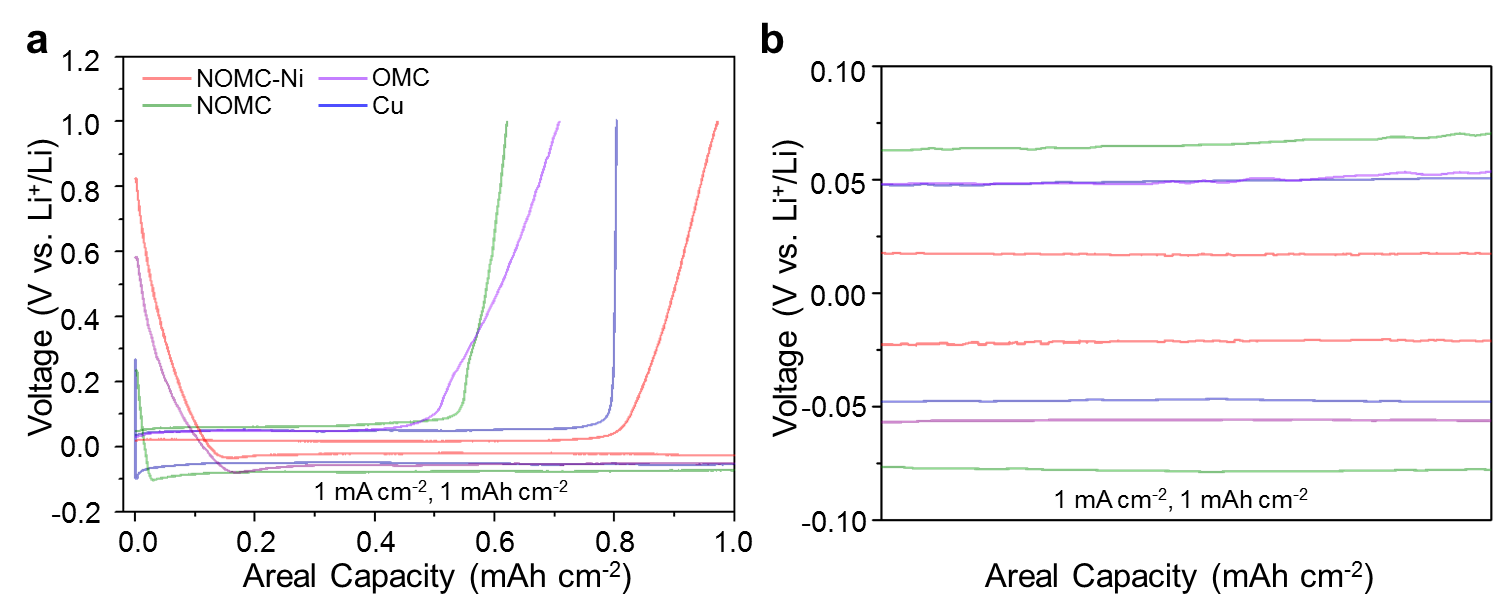 a
1.2
1.0
0.8
0.6
0.4
0.2
0.0
-0.2
Voltage (V vs. Li⁺/Li)
NOMC-Ni
OMC
NOMC
Cu
1 mA cm⁻², 1 mAh cm⁻²
0.0 0.2 0.4 0.6 0.8 1.0
Areal Capacity (mAh cm⁻²)
b
0.10
0.05
0.00
-0.05
-0.10
Voltage (V vs. Li⁺/Li)
1 mA cm⁻², 1 mAh cm⁻²
Areal Capacity (mAh cm⁻²)